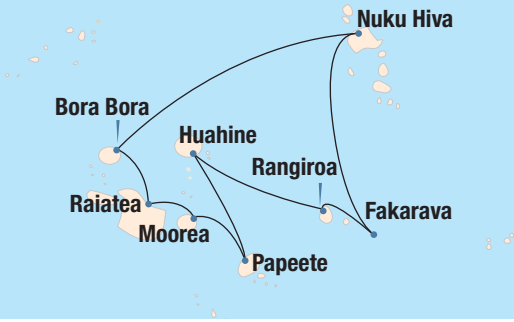 Nuku Hiva
Bora Bora
Huahine
Rangiroa
Raiatea
Fakarava
Moorea
Papeete